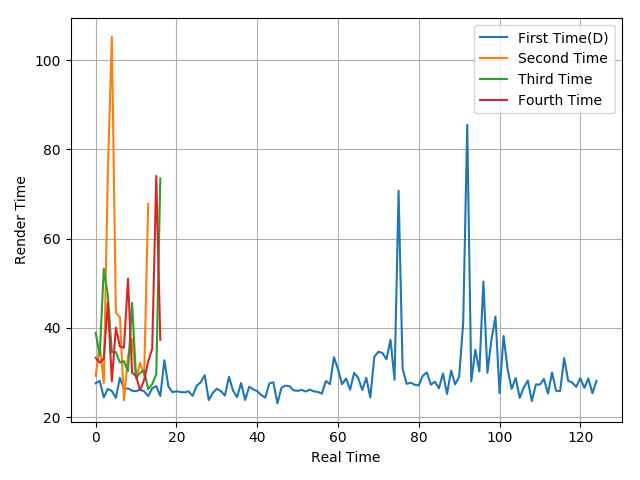 First Time(D)
Second Time
Third Time
Fourth Time
100
80
60
40
20
Render Time
0 20 40 60 80 100 120
Real Time